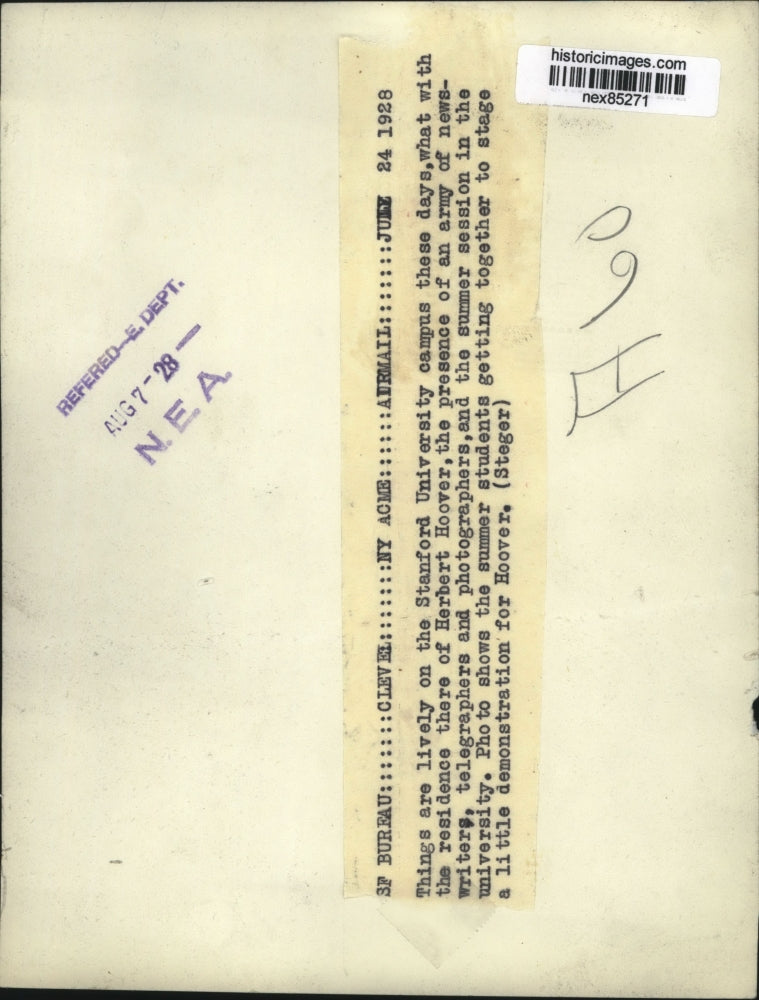 historicimages.com
nex85271
REFERED—E. DEPT.
AUG 7 - 28 —
N. E. A.
SF BUREAU:::::::CLEVEL:::::::NY ACME::::::AIRMAIL::::::::JUNE 24 1928
Things are lively on the Stanford University campus these days,what with
the residence there of Herbert Hoover,the presence of an army of news-
writers, telegraphers and photographers,and the summer session in the
university. Photo shows the summer students getting together to stage
a little demonstration for Hoover. (Steger)